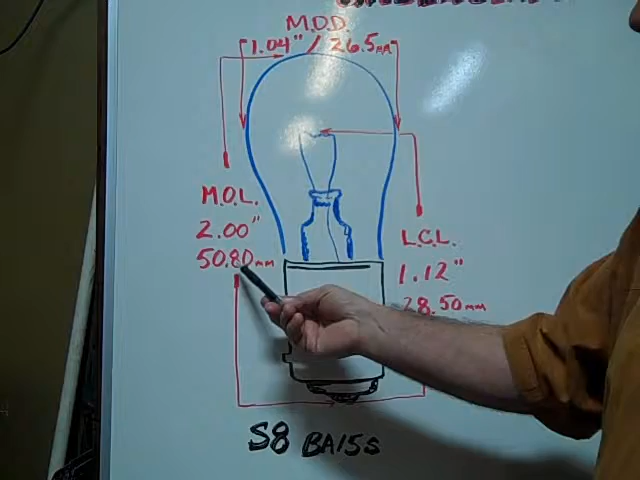 M.O.D.
1.04" / 26.5mm
M.O.L.
2.00"
50.80mm
L.C.L.
1.12"
28.50mm
S8 BA15S